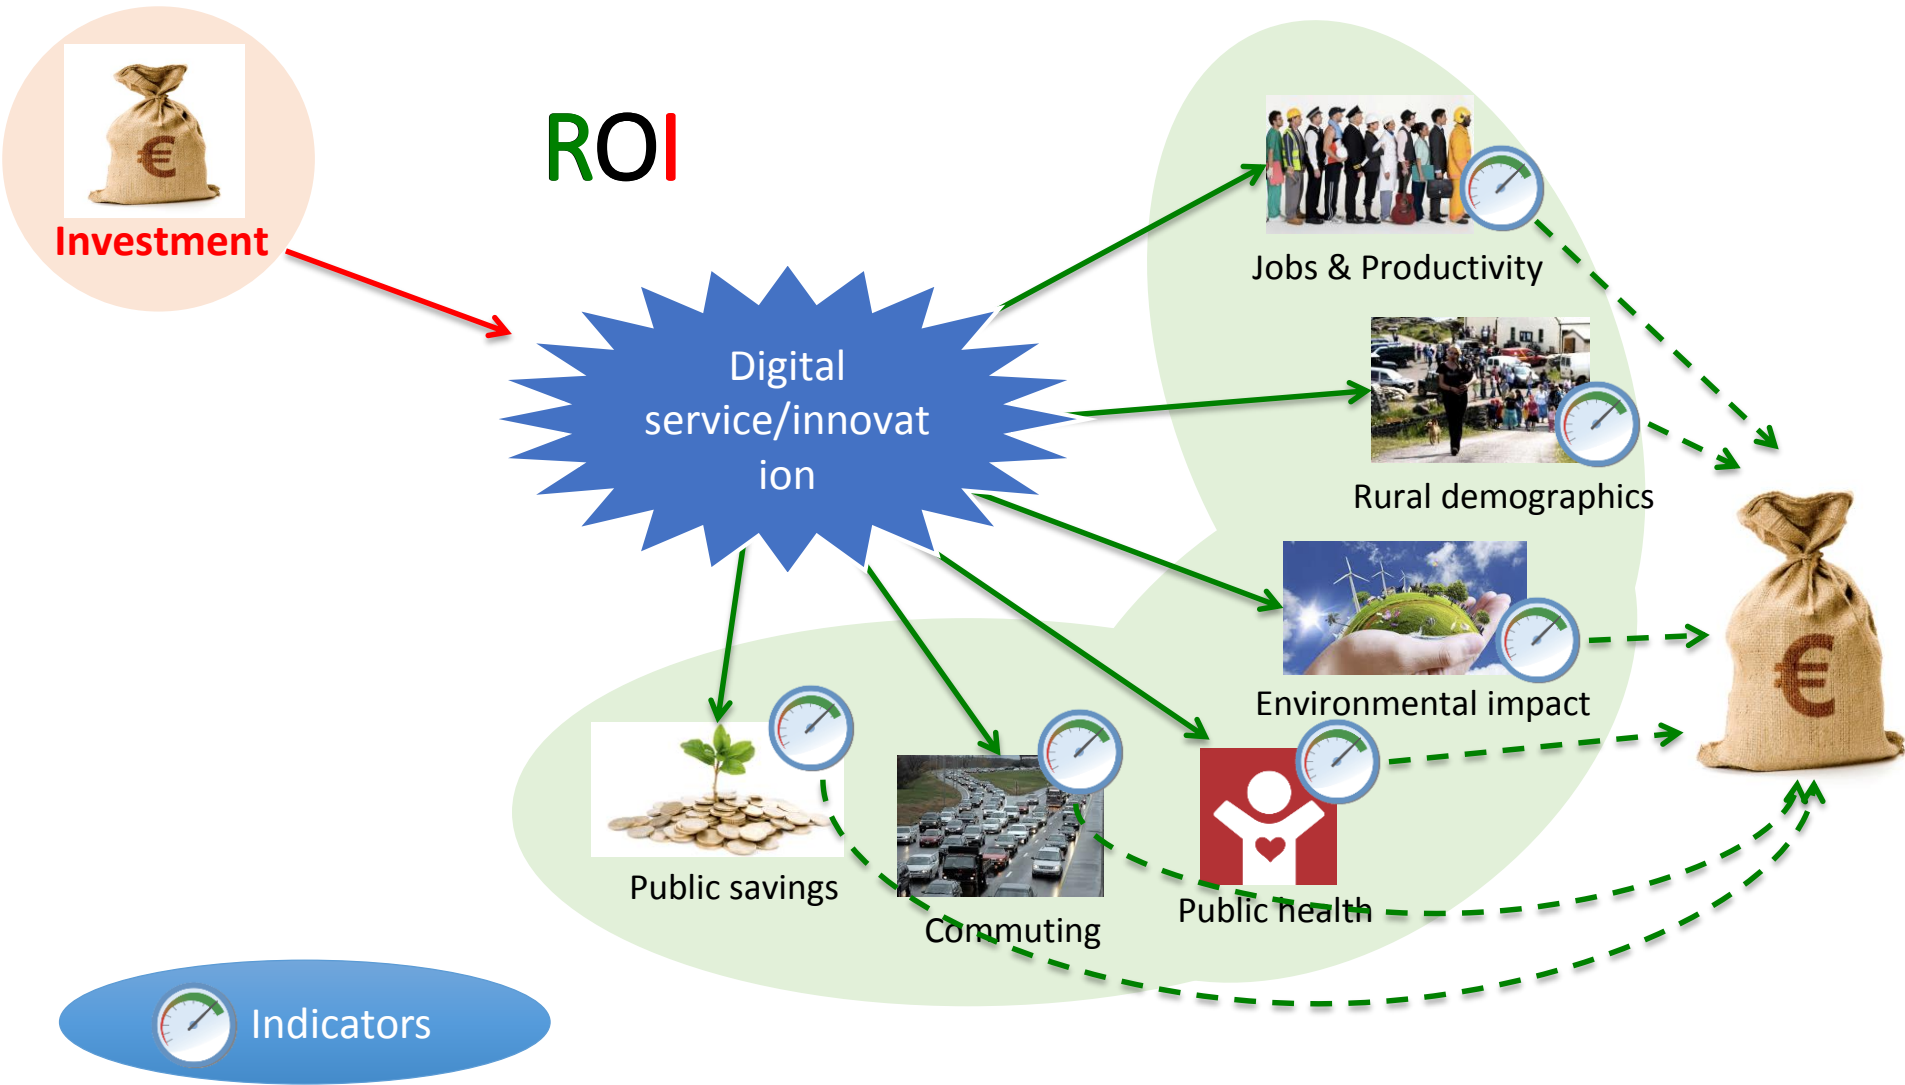 €
Investment
ROI
Digital
service/innovat
ion
Jobs & Productivity
Rural demographics
Environmental impact
€
Public savings
Commuting
Public health
Indicators